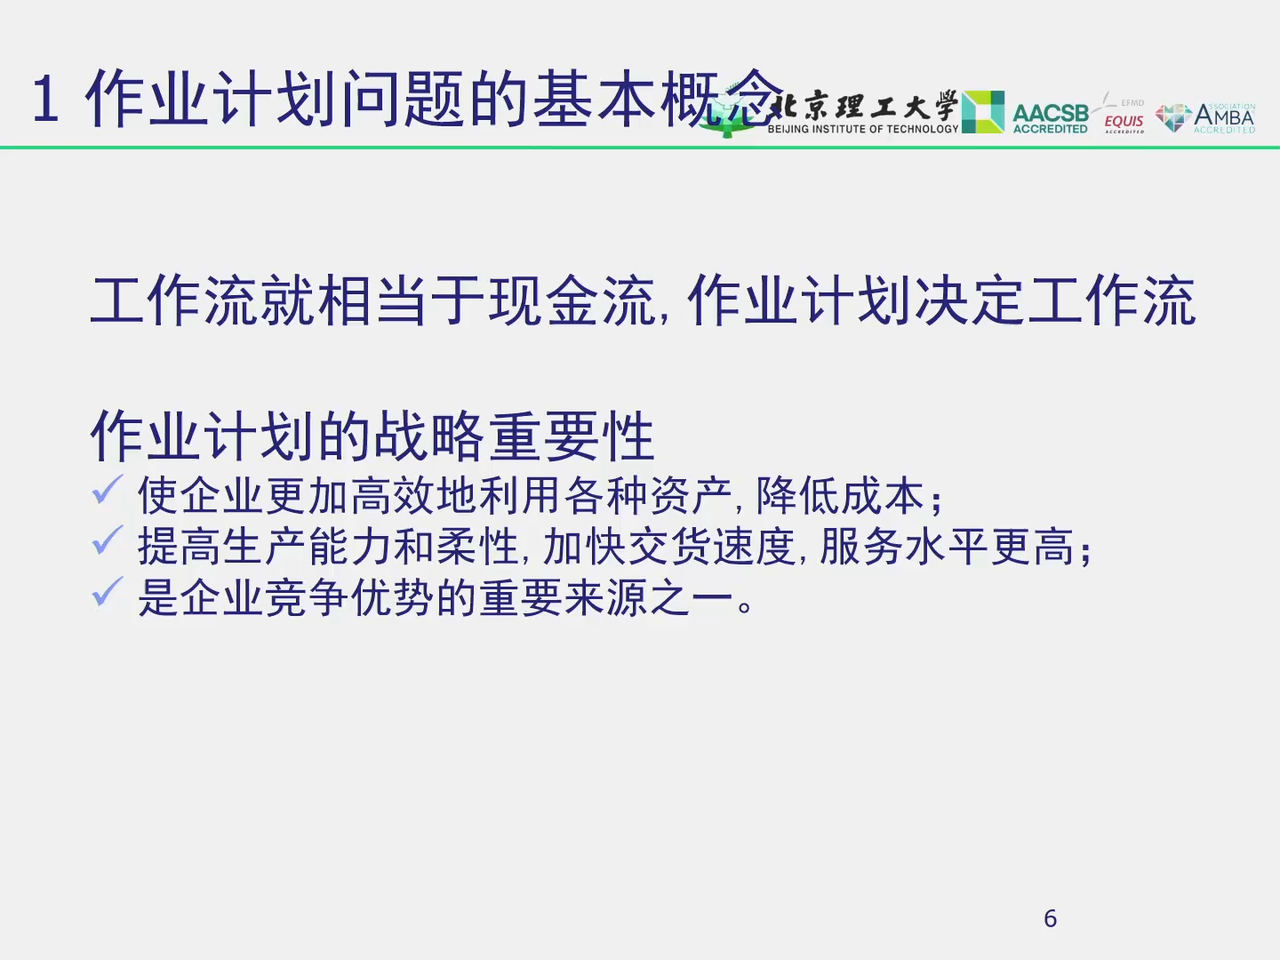 1 作业计划问题的基本概念
北京理工大学
BEIJING INSTITUTE OF TECHNOLOGY
AACSB
ACCREDITED
EFMD
EQUIS
ACCREDITED
ASSOCIATION
AMBA
ACCREDITED
工作流就相当于现金流,作业计划决定工作流
作业计划的战略重要性
✓ 使企业更加高效地利用各种资产,降低成本;
✓ 提高生产能力和柔性,加快交货速度,服务水平更高;
✓ 是企业竞争优势的重要来源之一。
6